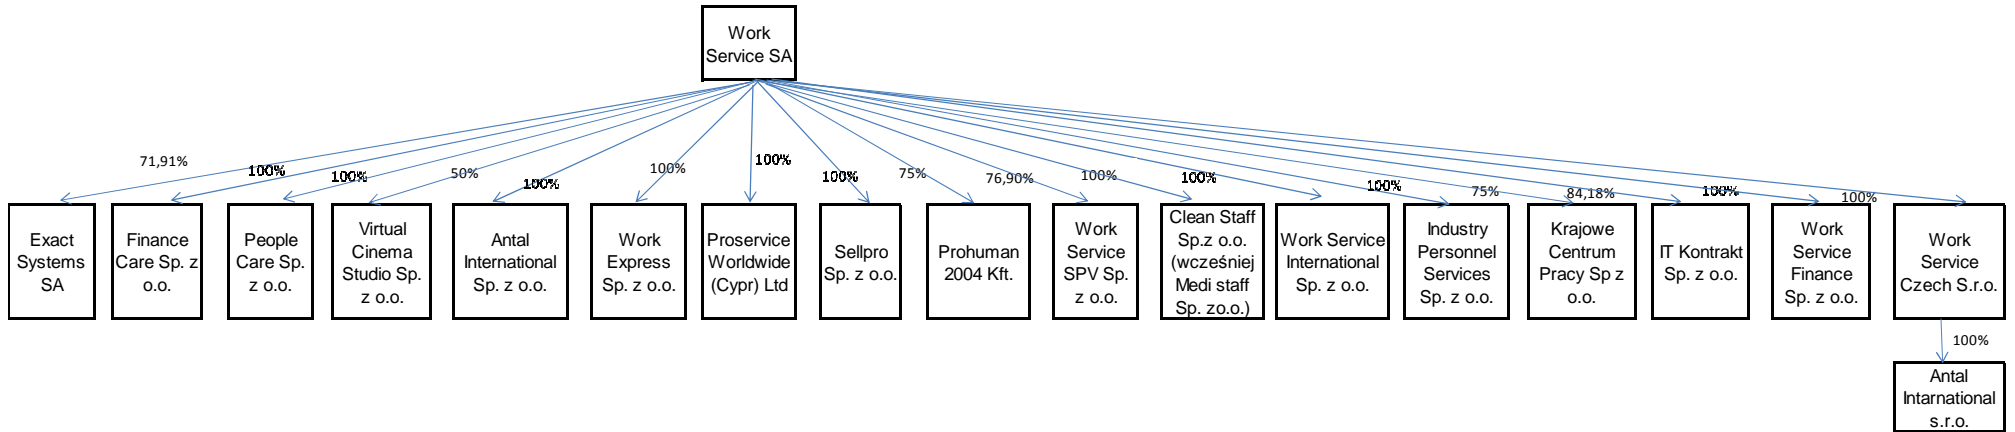 Work
Service SA
71,91%
100%
100%
50%
100%
100%
100%
100%
75%
76,90%
100%
100%
100%
75%
84,18%
100%
100%
Exact
Systems
SA
Finance
Care Sp. z
o.o.
People
Care Sp.
z o.o.
Virtual
Cinema
Studio Sp.
z o.o.
Antal
International
Sp. z o.o.
Work
Express
Sp. z o.o.
Proservice
Worldwide
(Cypr) Ltd
Sellpro
Sp. z o.o.
Prohuman
2004 Kft.
Work
Service
SPV Sp.
z o.o.
Clean Staff
Sp.z o.o.
(wcześniej
Medi staff
Sp. zo.o.)
Work Service
International
Sp. z o.o.
Industry
Personnel
Services
Sp. z o.o.
Krajowe
Centrum
Pracy Sp z
o.o.
IT Kontrakt
Sp. z o.o.
Work
Service
Finance
Sp. z o.o.
Work
Service
Czech S.r.o.
100%
Antal
Intarnational
s.r.o.